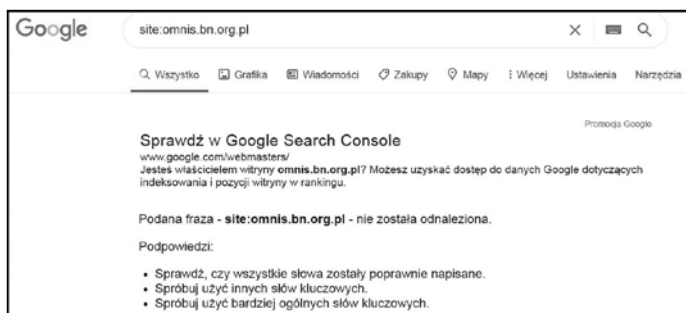 Google
site:omnis.bn.org.pl
Wszystko Grafika Wiadomości Zakupy Mapy Więcej Ustawienia Narzędzia
Promocja Google
Sprawdź w Google Search Console
www.google.com/webmasters/
Jesteś właścicielem witryny omnis.bn.org.pl? Możesz uzyskać dostęp do danych Google dotyczących
indeksowania i pozycji witryny w rankingu.
Podana fraza - site:omnis.bn.org.pl - nie została odnaleziona.
Podpowiedzi:
• Sprawdź, czy wszystkie słowa zostały poprawnie napisane.
• Spróbuj użyć innych słów kluczowych.
• Spróbuj użyć bardziej ogólnych słów kluczowych.